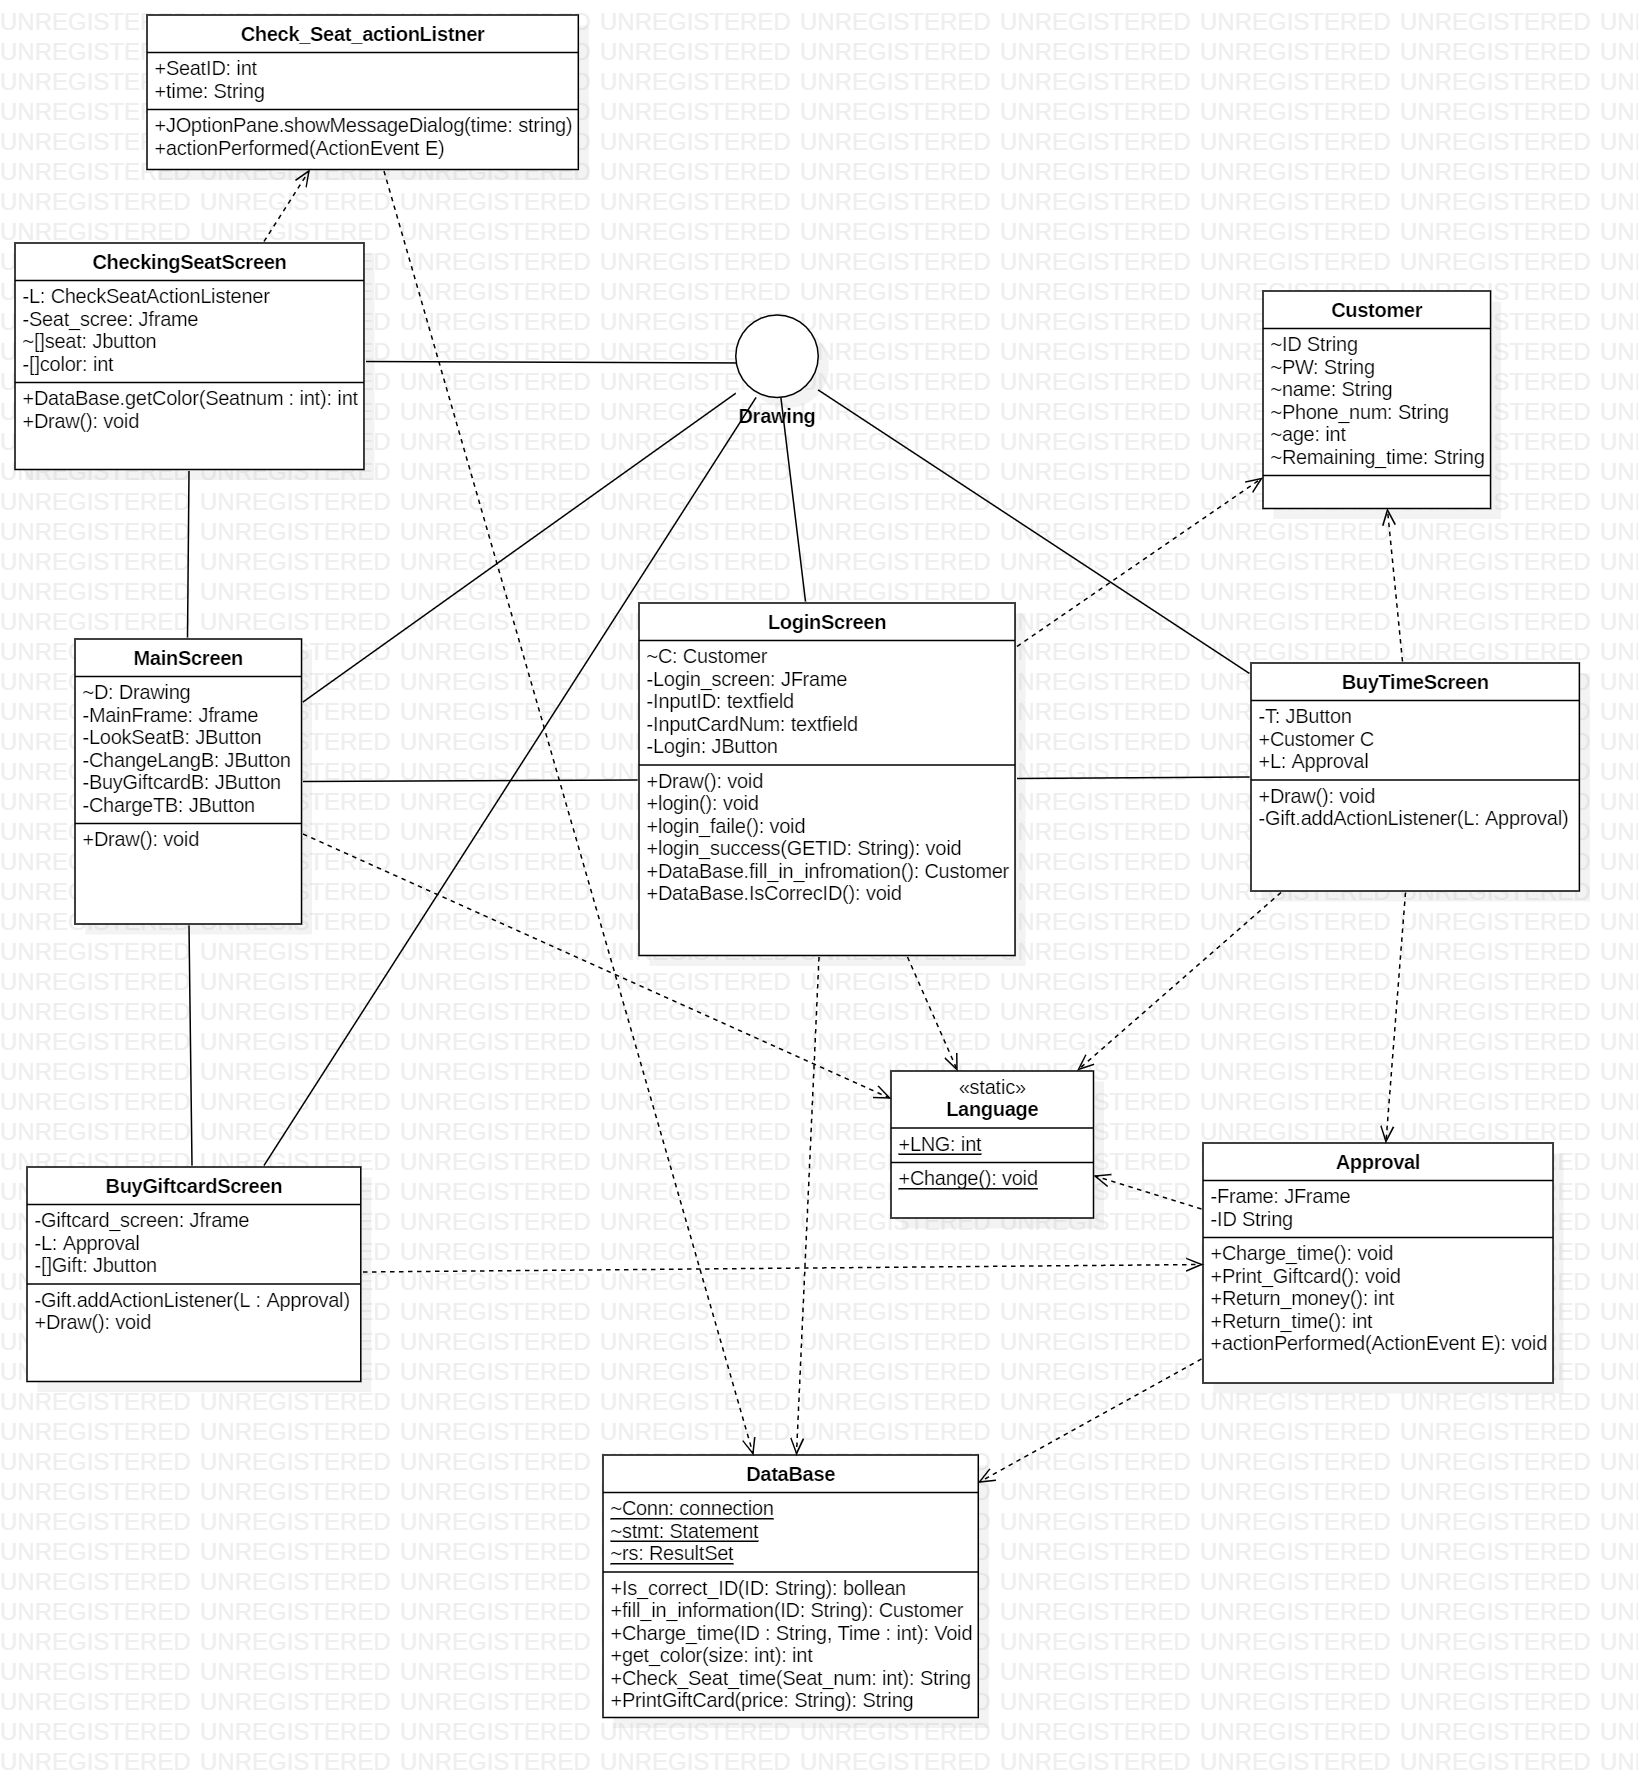 Check_Seat_actionListner
+SeatID: int
+time: String
+JOptionPane.showMessageDialog(time: string)
+actionPerformed(ActionEvent E)
CheckingSeatScreen
-L: CheckSeatActionListener
-Seat_scree: Jframe
~[]seat: Jbutton
-[]color: int
+DataBase.getColor(Seatnum : int): int
+Draw(): void
Drawing
Customer
~ID String
~PW: String
~name: String
~Phone_num: String
~age: int
~Remaining_time: String
MainScreen
~D: Drawing
-MainFrame: Jframe
-LookSeatB: JButton
-ChangeLangB: JButton
-BuyGiftcardB: JButton
-ChargeTB: JButton
+Draw(): void
LoginScreen
~C: Customer
-Login_screen: JFrame
-InputID: textfield
-InputCardNum: textfield
-Login: JButton
+Draw(): void
+login(): void
+login_faile(): void
+login_success(GETID: String): void
+DataBase.fill_in_infromation(): Customer
+DataBase.IsCorrecID(): void
BuyTimeScreen
-T: JButton
+Customer C
+L: Approval
+Draw(): void
-Gift.addActionListener(L: Approval)
«static»
Language
+LNG: int
+Change(): void
BuyGiftcardScreen
-Giftcard_screen: Jframe
-L: Approval
-[]Gift: Jbutton
-Gift.addActionListener(L : Approval)
+Draw(): void
Approval
-Frame: JFrame
-ID String
+Charge_time(): void
+Print_Giftcard(): void
+Return_money(): int
+Return_time(): int
+actionPerformed(ActionEvent E): void
DataBase
~Conn: connection
~stmt: Statement
~rs: ResultSet
+Is_correct_ID(ID: String): bollean
+fill_in_information(ID: String): Customer
+Charge_time(ID : String, Time : int): Void
+get_color(size: int): int
+Check_Seat_time(Seat_num: int): String
+PrintGiftCard(price: String): String
UNREGISTERED